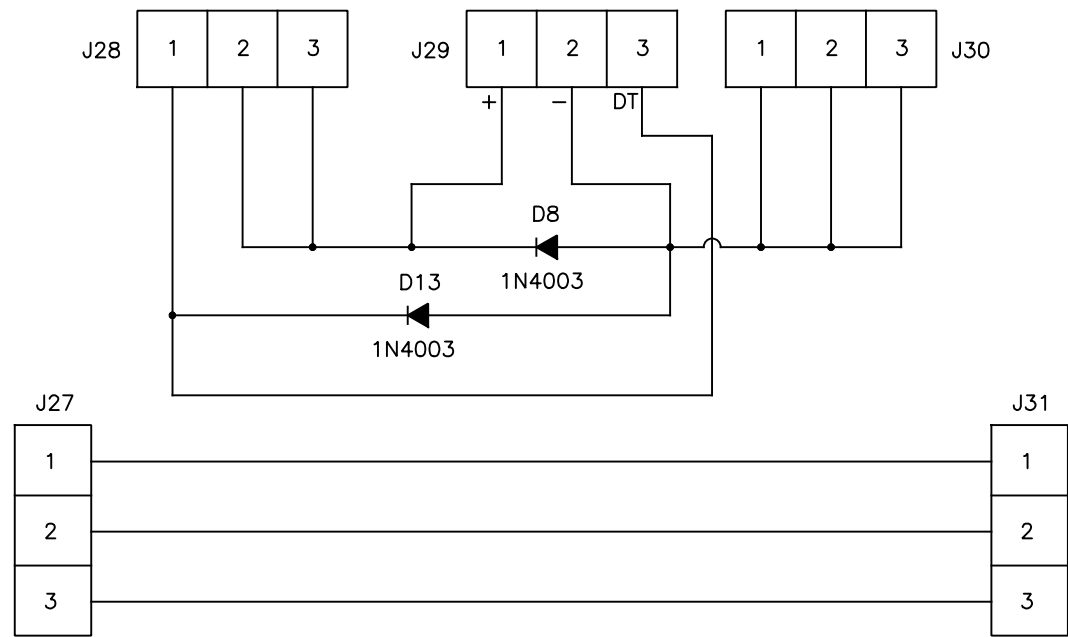 J28 1 2 3 J29 1 2 3 1 2 3 J30
+ − DT
D8
1N4003
D13
1N4003
J27 J31
1 1
2 2
3 3